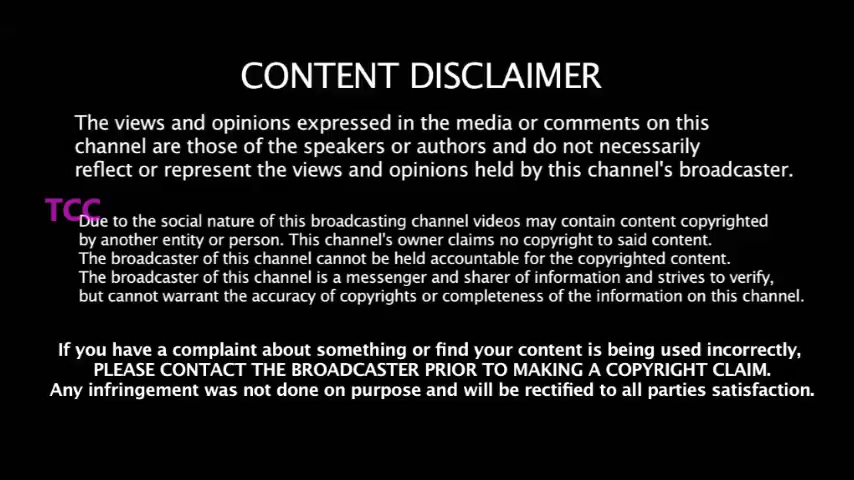 CONTENT DISCLAIMER
The views and opinions expressed in the media or comments on this
channel are those of the speakers or authors and do not necessarily
reflect or represent the views and opinions held by this channel's broadcaster.
TCC
Due to the social nature of this broadcasting channel videos may contain content copyrighted
by another entity or person. This channel's owner claims no copyright to said content.
The broadcaster of this channel cannot be held accountable for the copyrighted content.
The broadcaster of this channel is a messenger and sharer of information and strives to verify,
but cannot warrant the accuracy of copyrights or completeness of the information on this channel.
If you have a complaint about something or find your content is being used incorrectly,
PLEASE CONTACT THE BROADCASTER PRIOR TO MAKING A COPYRIGHT CLAIM.
Any infringement was not done on purpose and will be rectified to all parties satisfaction.